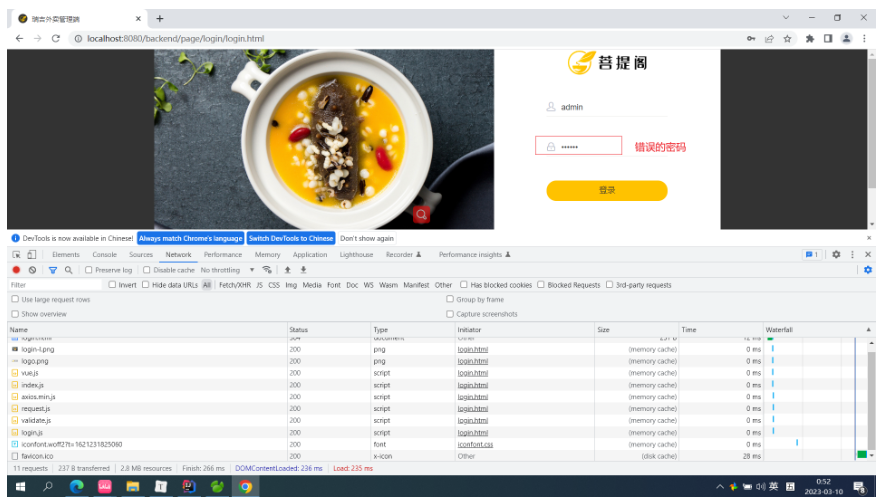 瑞吉外卖管理端
localhost:8080/backend/page/login/login.html
菩提阁
admin
······ 错误的密码
登录
DevTools is now available in Chinese! Always match Chrome's language Switch DevTools to Chinese Don't show again
Elements Console Sources Network Performance Memory Application Lighthouse Recorder Performance insights 1
Preserve log Disable cache No throttling
Filter Invert Hide data URLs All Fetch/XHR JS CSS Img Media Font Doc WS Wasm Manifest Other Has blocked cookies Blocked Requests 3rd-party requests
Use large request rows Group by frame
Show overview Capture screenshots
Name Status Type Initiator Size Time Waterfall
login.html 304 document Other 237 B 12 ms
login-l.png 200 png login.html (memory cache) 0 ms
logo.png 200 png login.html (memory cache) 0 ms
vue.js 200 script login.html (memory cache) 0 ms
index.js 200 script login.html (memory cache) 0 ms
axios.min.js 200 script login.html (memory cache) 0 ms
request.js 200 script login.html (memory cache) 0 ms
validate.js 200 script login.html (memory cache) 0 ms
login.js 200 script login.html (memory cache) 0 ms
iconfont.woff2?t=1621231825060 200 font iconfont.css (memory cache) 0 ms
favicon.ico 200 x-icon Other (disk cache) 28 ms
11 requests 237 B transferred 2.8 MB resources Finish: 266 ms DOMContentLoaded: 236 ms Load: 235 ms
英 0:52
2023-03-10